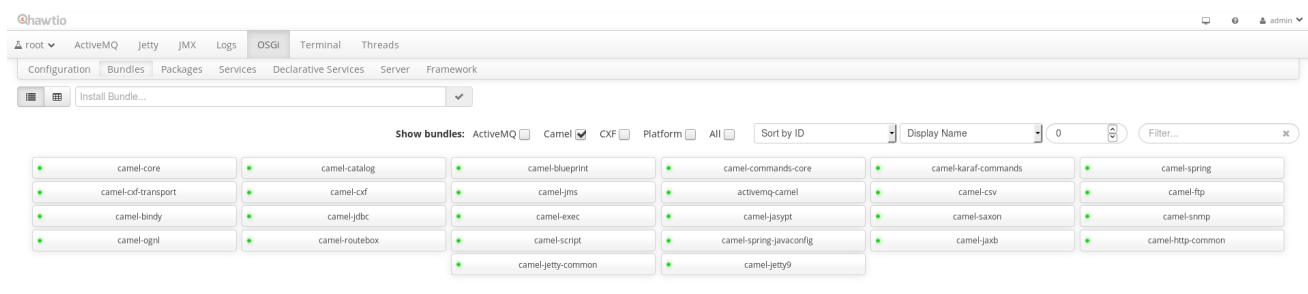 hawtio
admin
root ActiveMQ Jetty JMX Logs OSGi Terminal Threads
Configuration Bundles Packages Services Declarative Services Server Framework
Install Bundle...
Show bundles: ActiveMQ Camel CXF Platform All Sort by ID Display Name 0 Filter...
camel-core camel-catalog camel-blueprint camel-commands-core camel-karaf-commands camel-spring
camel-cxf-transport camel-cxf camel-jms activemq-camel camel-csv camel-ftp
camel-bindy camel-jdbc camel-exec camel-jasypt camel-saxon camel-snmp
camel-ognl camel-routebox camel-script camel-spring-javaconfig camel-jaxb camel-http-common
camel-jetty-common camel-jetty9